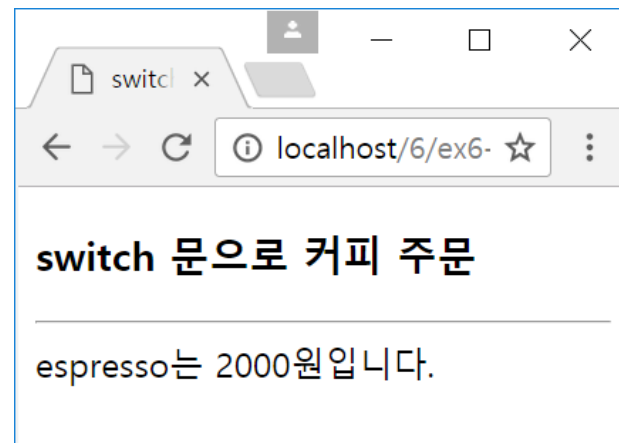 switch
localhost/6/ex6-
switch 문으로 커피 주문
espresso는 2000원입니다.